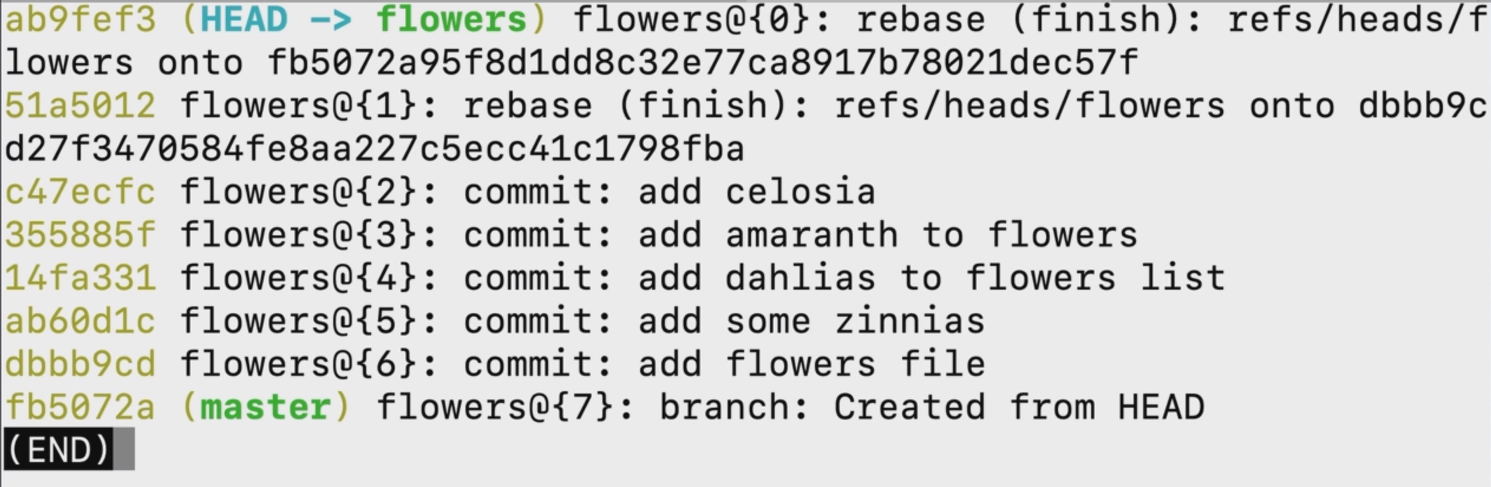 ab9fef3 (HEAD -> flowers) flowers@{0}: rebase (finish): refs/heads/f
lowers onto fb5072a95f8d1dd8c32e77ca8917b78021dec57f
51a5012 flowers@{1}: rebase (finish): refs/heads/flowers onto dbbb9c
d27f3470584fe8aa227c5ecc41c1798fba
c47ecfc flowers@{2}: commit: add celosia
355885f flowers@{3}: commit: add amaranth to flowers
14fa331 flowers@{4}: commit: add dahlias to flowers list
ab60d1c flowers@{5}: commit: add some zinnias
dbbb9cd flowers@{6}: commit: add flowers file
fb5072a (master) flowers@{7}: branch: Created from HEAD
(END)